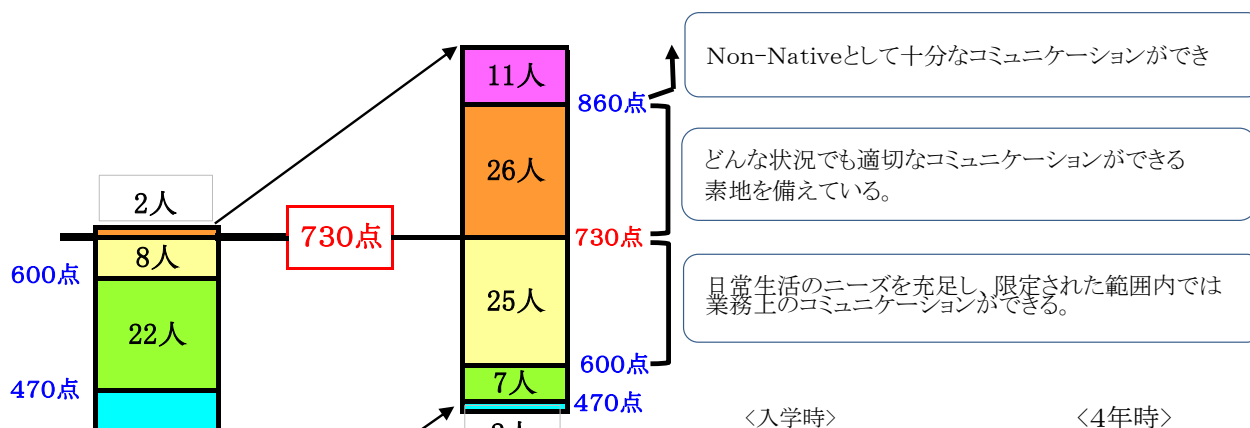 11人
860点
Non-Nativeとして十分なコミュニケーションができ
26人
どんな状況でも適切なコミュニケーションができる
素地を備えている。
2人
730点
730点
8人
600点
25人
日常生活のニーズを充足し、限定された範囲内では
業務上のコミュニケーションができる。
22人
600点
7人
470点
470点
<入学時>
<4年時>